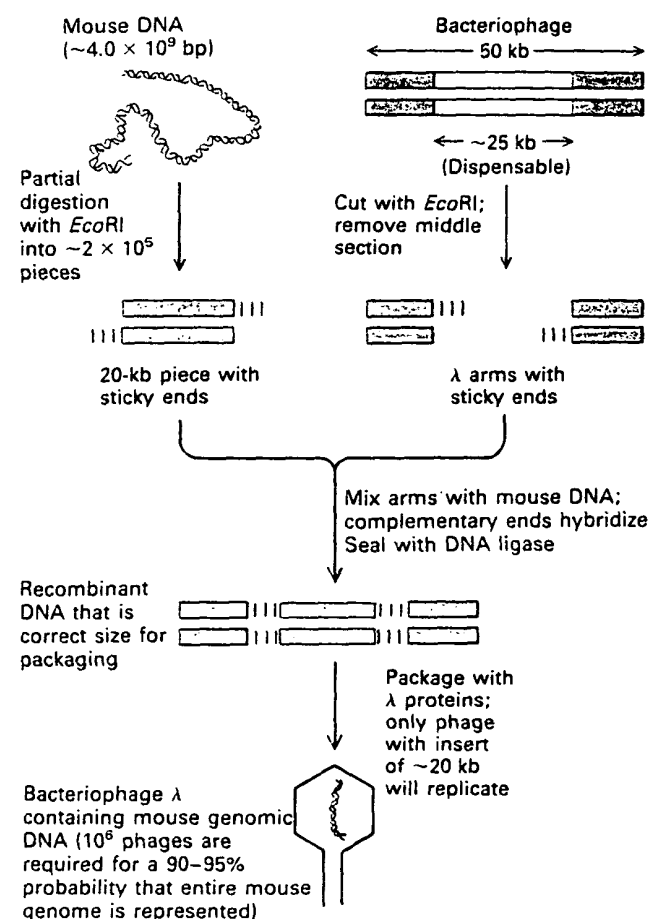 Mouse DNA
(~4.0 × 10⁹ bp)
Bacteriophage
50 kb
~25 kb
(Dispensable)
Partial
digestion
with EcoRI
into ~2 × 10⁵
pieces
Cut with EcoRI;
remove middle
section
20-kb piece with
sticky ends
λ arms with
sticky ends
Mix arms with mouse DNA;
complementary ends hybridize
Seal with DNA ligase
Recombinant
DNA that is
correct size for
packaging
Package with
λ proteins;
only phage
with insert
of ~20 kb
will replicate
Bacteriophage λ
containing mouse genomic
DNA (10⁶ phages are
required for a 90–95%
probability that entire mouse
genome is represented)